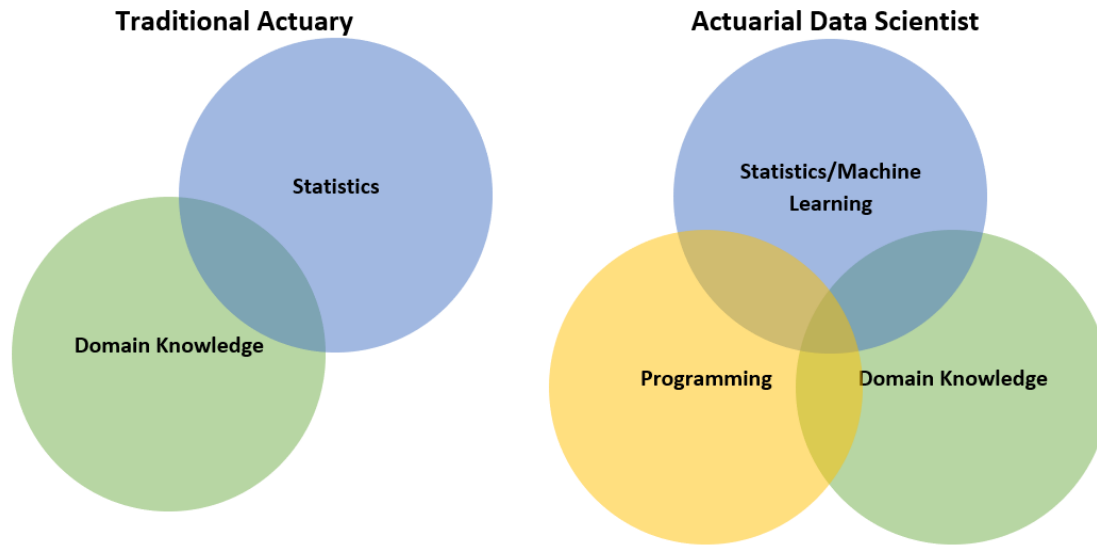 Traditional Actuary
Statistics
Domain Knowledge
Actuarial Data Scientist
Statistics/Machine
Learning
Programming
Domain Knowledge